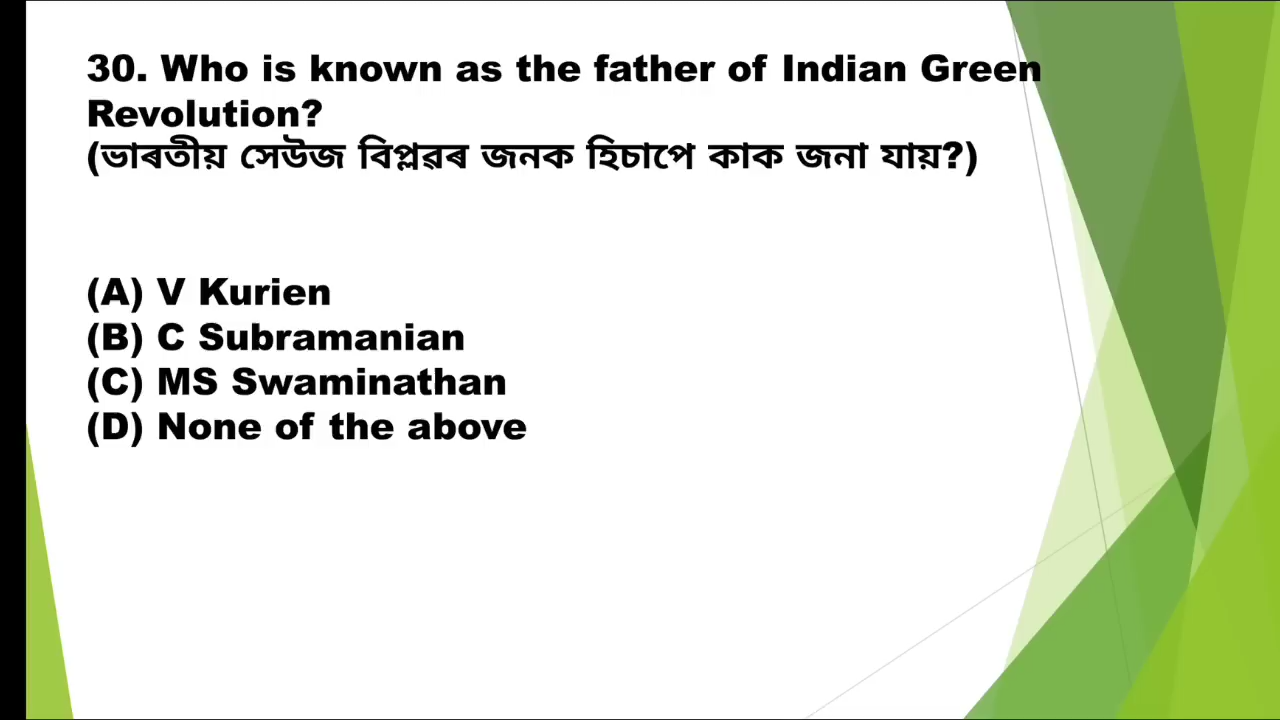 30. Who is known as the father of Indian Green
Revolution?
(ভাৰতীয় সেউজ বিপ্লৱৰ জনক হিচাপে কাক জনা যায়?)
(A) V Kurien
(B) C Subramanian
(C) MS Swaminathan
(D) None of the above